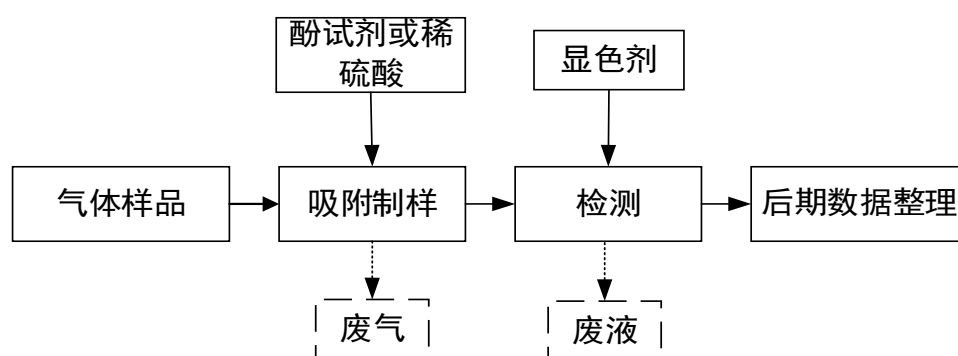 酚试剂或稀
硫酸
显色剂
气体样品
吸附制样
检测
后期数据整理
废气
废液